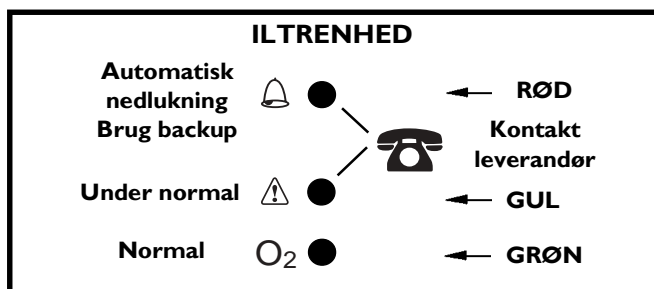 ILTRENHED
Automatisk
nedlukning
Brug backup
RØD
Kontakt
leverandør
Under normal
GUL
Normal
O₂
GRØN